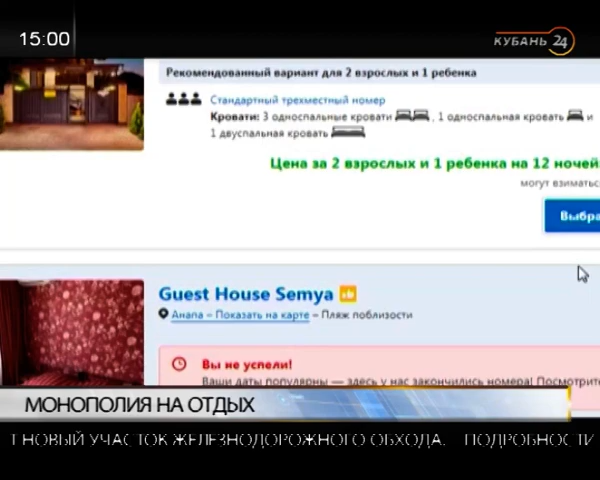 15:00
КУБАНЬ 24
Рекомендованный вариант для 2 взрослых и 1 ребенка
Стандартный трехместный номер
Кровати: 3 односпальные кровати , 1 односпальная кровать и
1 двуспальная кровать
Цена за 2 взрослых и 1 ребенка на 12 ночей
могут взиматьс
Выбра
Guest House Semya
Анапа – Показать на карте – Пляж поблизости
Вы не успели!
Ваши даты популярны — здесь у нас закончились номера! Посмотрите
МОНОПОЛИЯ НА ОТДЫХ
НОВЫЙ УЧАСТОК ЖЕЛЕЗНОДОРОЖНОГО ОБХОДА. ПОДРОБНОСТИ